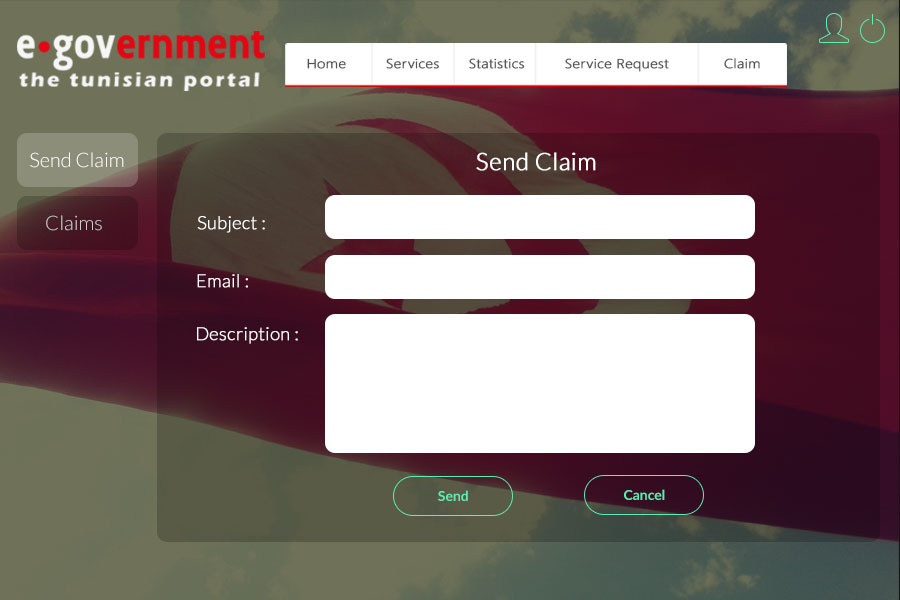 e•government
the tunisian portal
Home
Services
Statistics
Service Request
Claim
Send Claim
Claims
Send Claim
Subject :
Email :
Description :
Send
Cancel